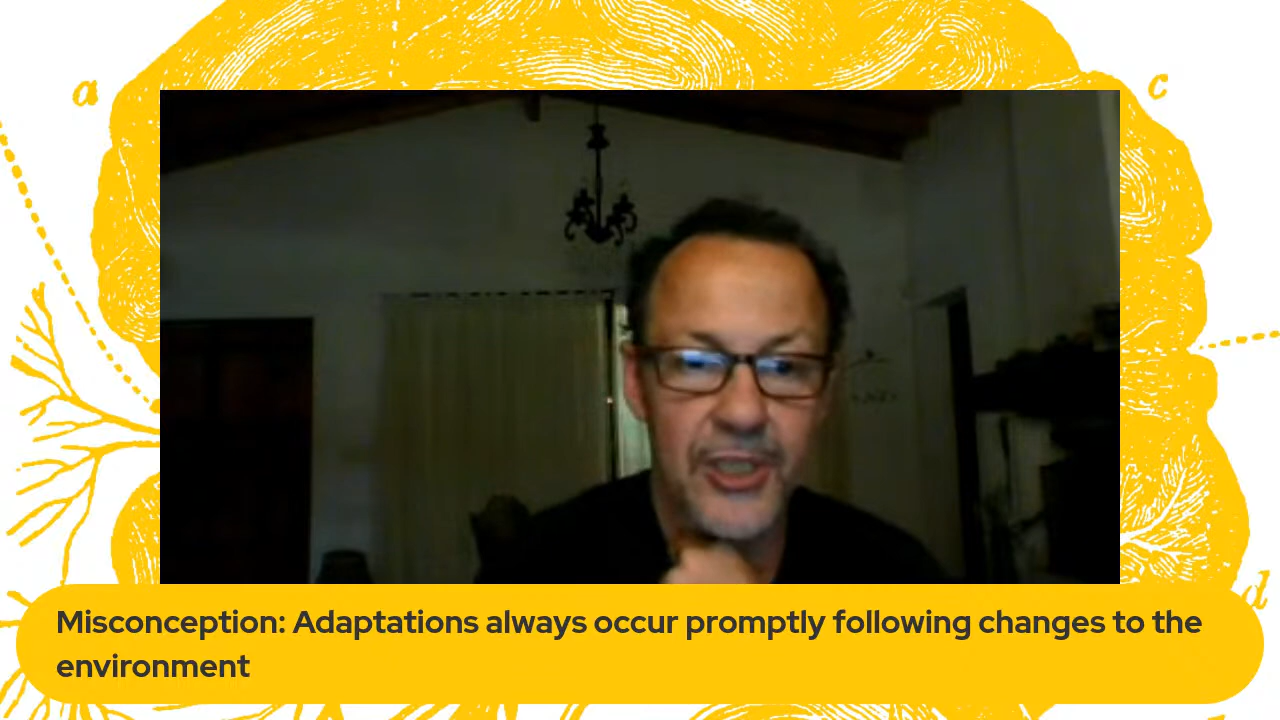 a
c
d
Misconception: Adaptations always occur promptly following changes to the
environment